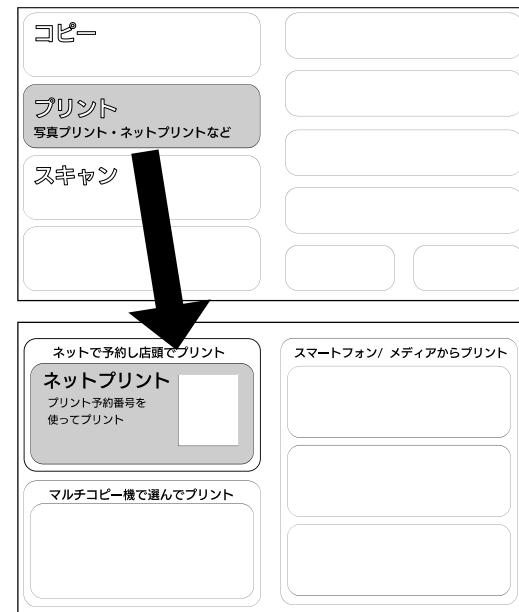 コピー
プリント
写真プリント・ネットプリントなど
スキャン
ネットで予約し店頭でプリント
ネットプリント
プリント予約番号を
使ってプリント
マルチコピー機で選んでプリント
スマートフォン/ メディアからプリント